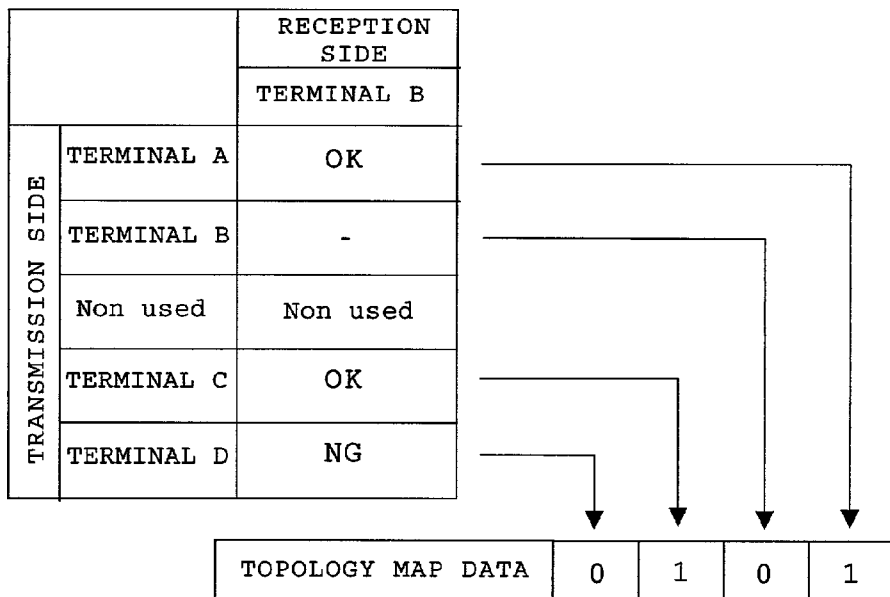 RECEPTION
SIDE
TERMINAL B
TRANSMISSION SIDE
TERMINAL A
OK
TERMINAL B
-
Non used
Non used
TERMINAL C
OK
TERMINAL D
NG
TOPOLOGY MAP DATA
0
1
0
1